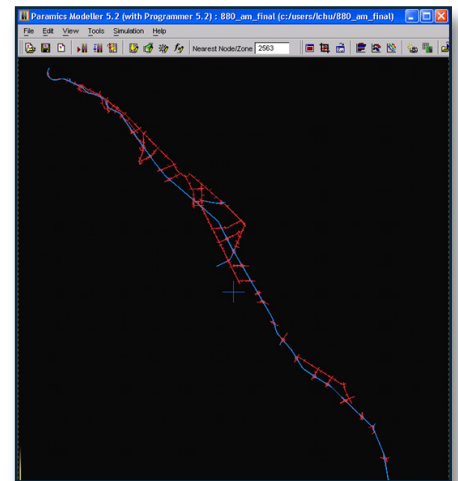 Paramics Modeller 5.2 (with Programmer 5.2) : 880_am_final (c:/users/lchu/880_am_final)
File Edit View Tools Simulation Help
Nearest Node/Zone 2563